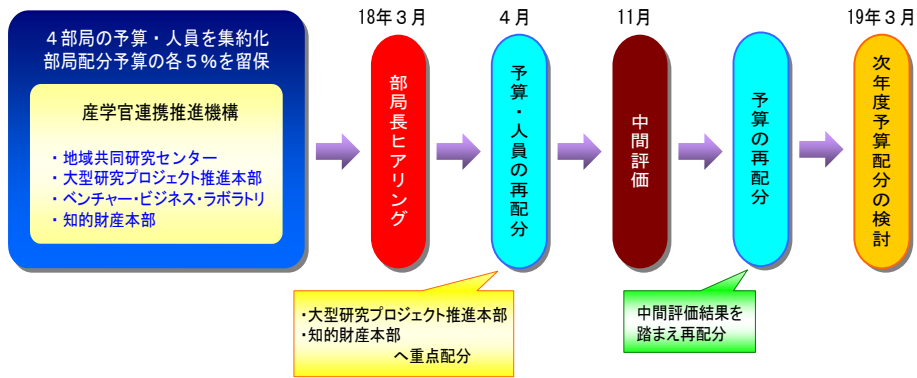 ４部局の予算・人員を集約化
部局配分予算の各５％を留保
産学官連携推進機構
・地域共同研究センター
・大型研究プロジェクト推進本部
・ベンチャー・ビジネス・ラボラトリ
・知的財産本部
18年３月
部局長ヒアリング
４月
予算・人員の再配分
11月
中間評価
予算の再配分
19年３月
次年度予算配分の検討
・大型研究プロジェクト推進本部
・知的財産本部
へ重点配分
中間評価結果を
踏まえ再配分